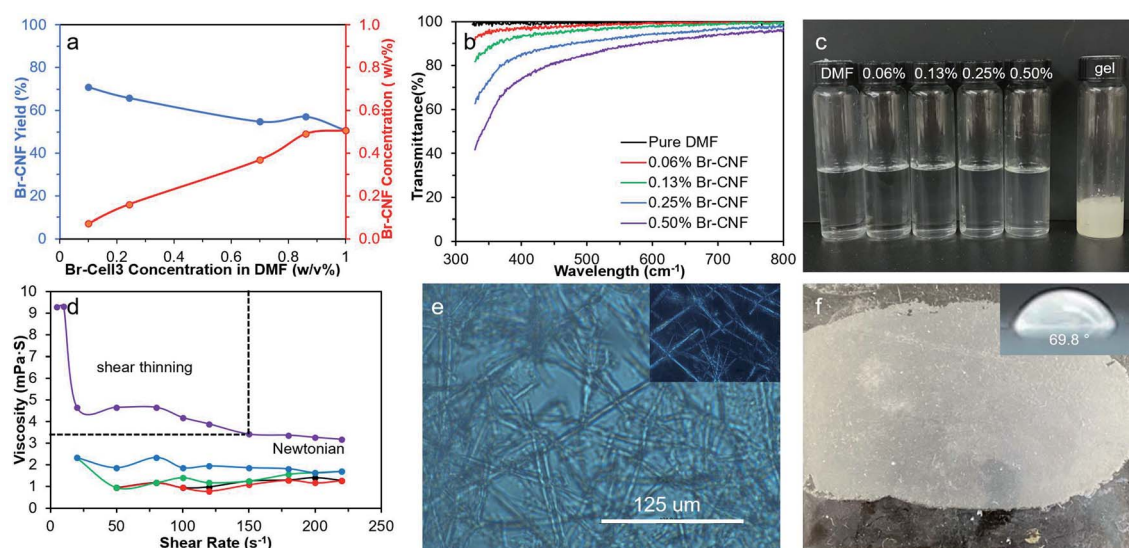 a
100
80
60
40
20
0
Br-CNF Yield (%)
1.0
0.8
0.6
0.4
0.2
0.0
Br-CNF Concentration ( w/v%)
0 0.2 0.4 0.6 0.8 1
Br-Cell3 Concentration in DMF (w/v%)
b
100
80
60
40
20
0
Transmittance(%)
Pure DMF
0.06% Br-CNF
0.13% Br-CNF
0.25% Br-CNF
0.50% Br-CNF
300 400 500 600 700 800
Wavelength (cm⁻¹)
c
DMF 0.06% 0.13% 0.25% 0.50% gel
d
10
9
8
7
6
5
4
3
2
1
0
Viscosity (mPa·S)
shear thinning
Newtonian
0 50 100 150 200 250
Shear Rate (s⁻¹)
e
125 um
f
69.8 °